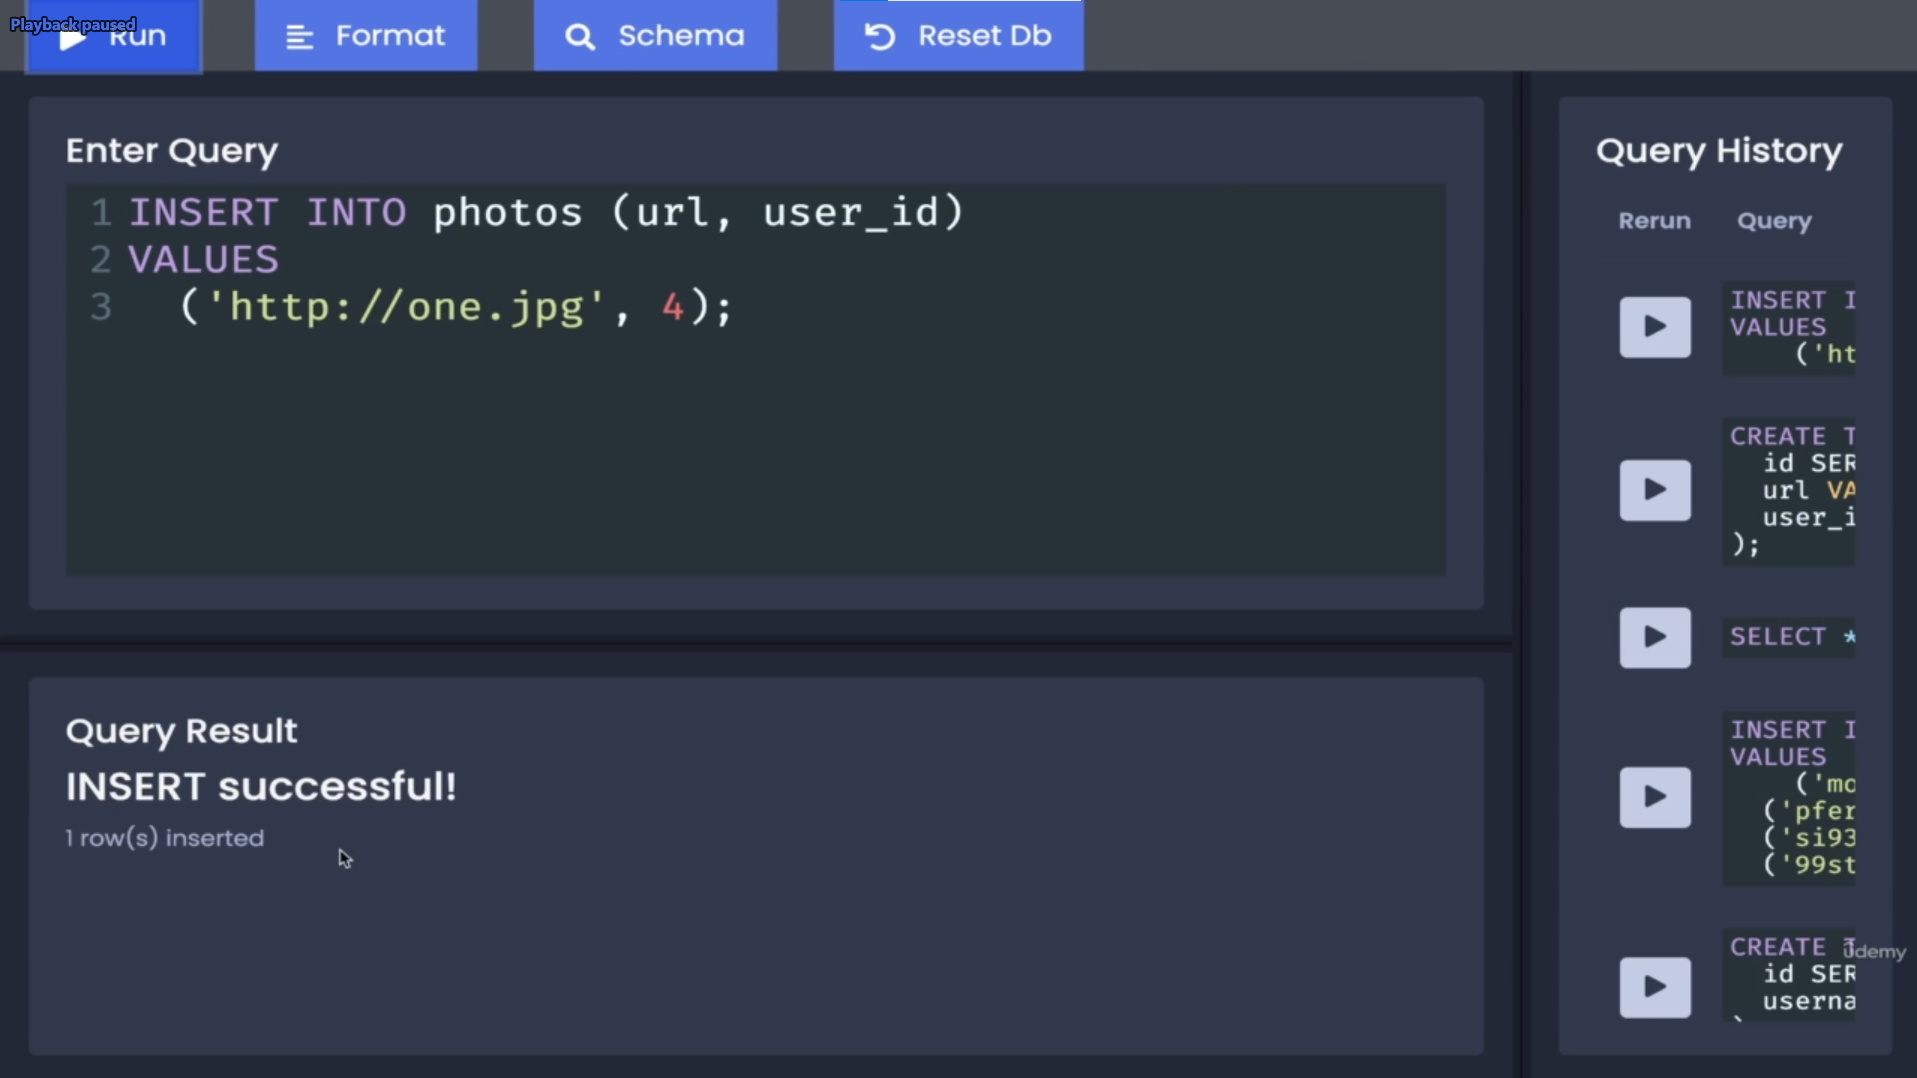 Playback paused
Run
Format
Schema
Reset Db
Enter Query
1 INSERT INTO photos (url, user_id)
2 VALUES
3 ('http://one.jpg', 4);
Query Result
INSERT successful!
1 row(s) inserted
Query History
Rerun Query
INSERT I
VALUES
('ht
CREATE T
id SER
url VA
user_i
);
SELECT *
INSERT I
VALUES
('mo
('pfer
('si93
('99st
CREATE T
id SER
userna
udemy